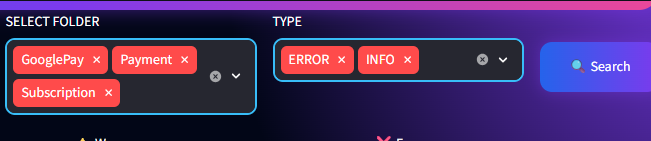 SELECT FOLDER
TYPE
GooglePay × Payment ×
Subscription ×
ERROR × INFO ×
Search